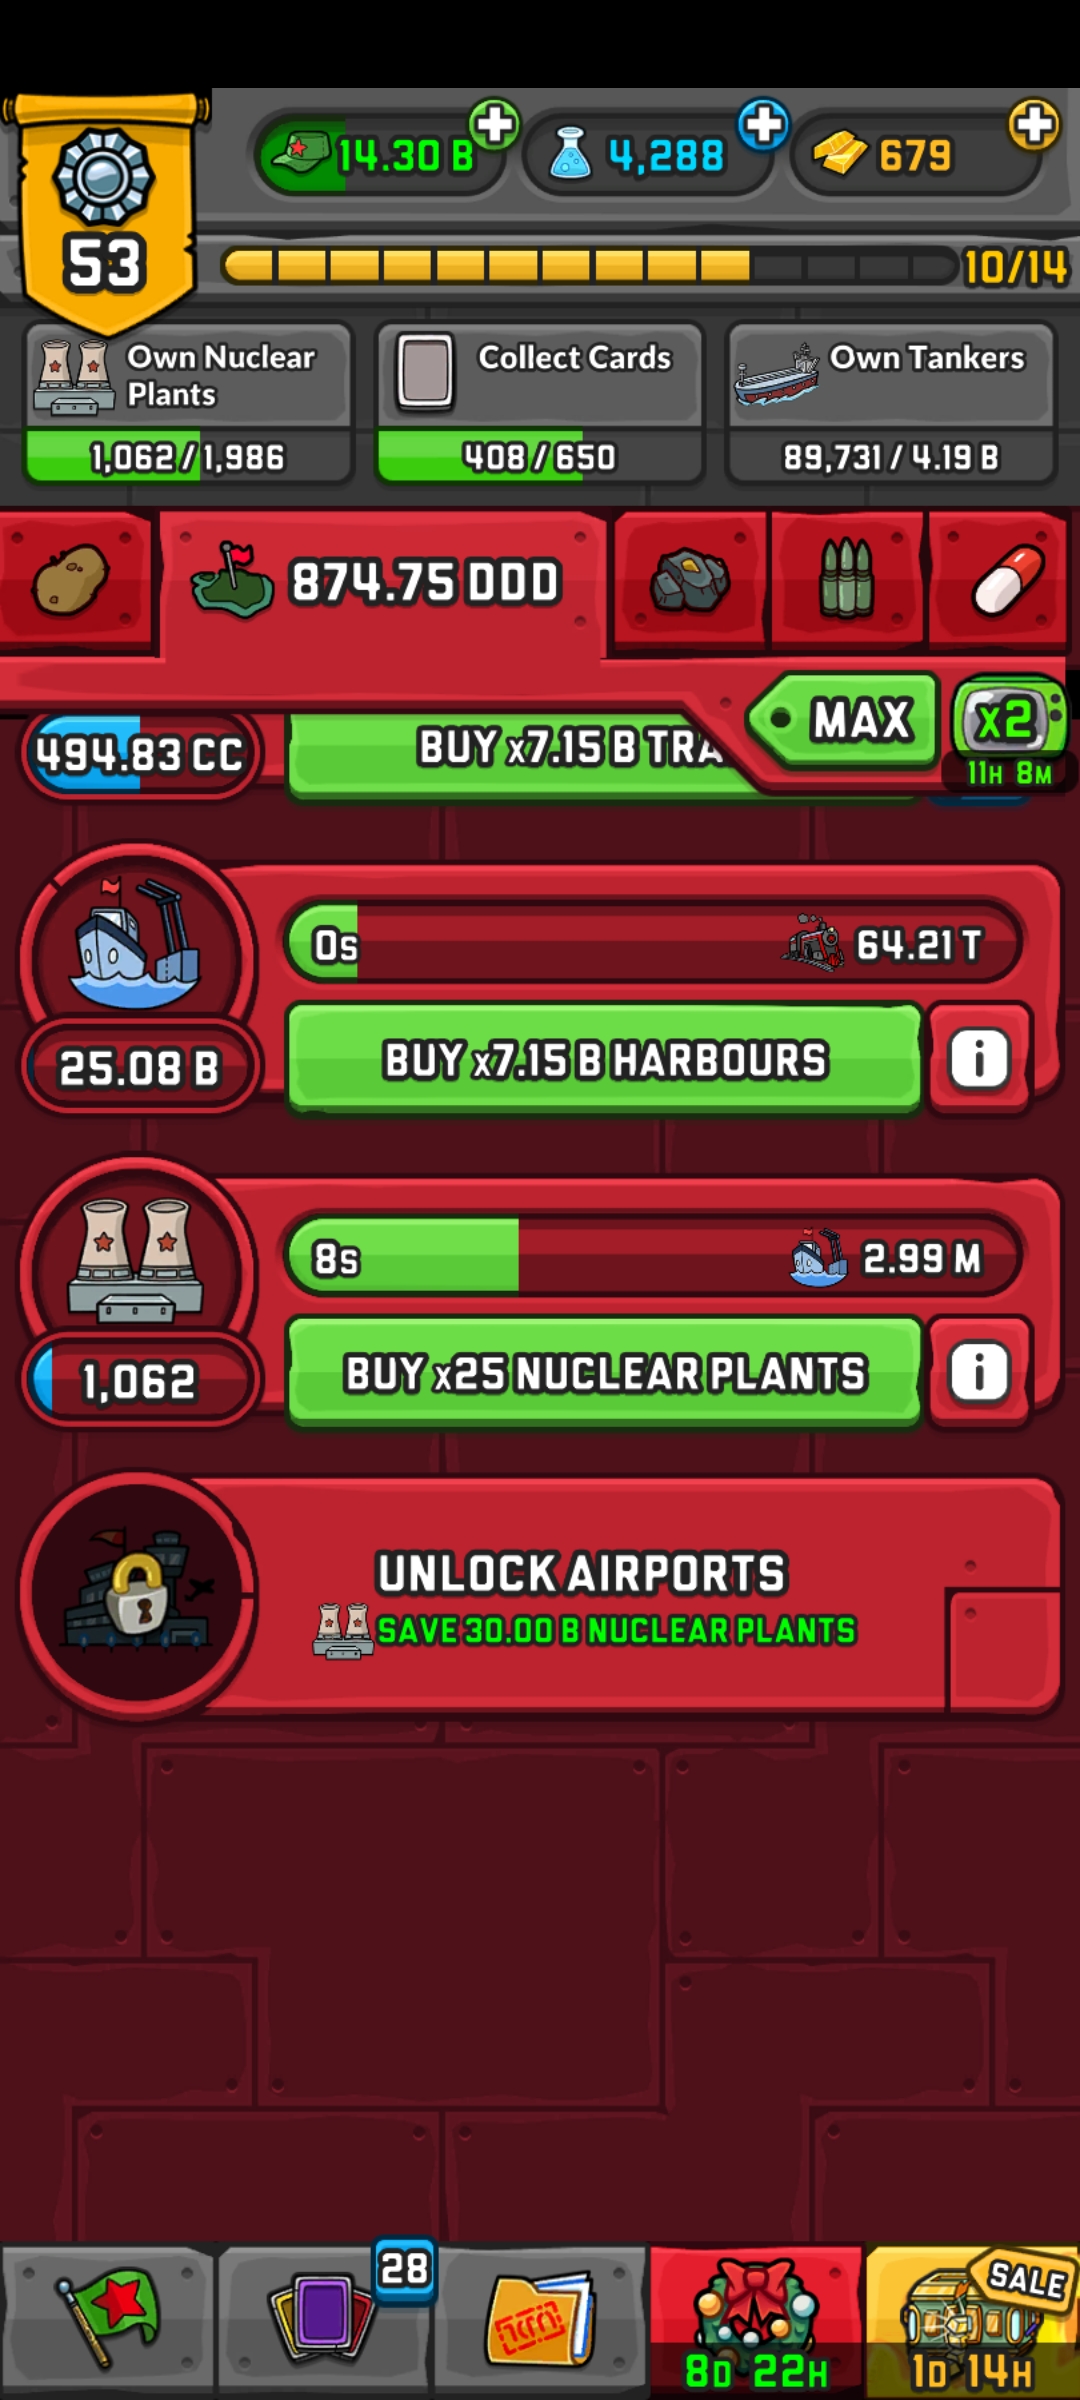 14.30 B
4,288
679
53
10/14
Own Nuclear
Plants
1,062/1,986
Collect Cards
408/650
Own Tankers
89,731/4.19 B
874.75 DDD
MAX
x2
11H 8M
494.83 CC
BUY x7.15 B TRA
0s
64.21 T
25.08 B
BUY x7.15 B HARBOURS
i
8s
2.99 M
1,062
BUY x25 NUCLEAR PLANTS
i
UNLOCK AIRPORTS
SAVE 30.00 B NUCLEAR PLANTS
28
SALE
8D 22H
1D 14H